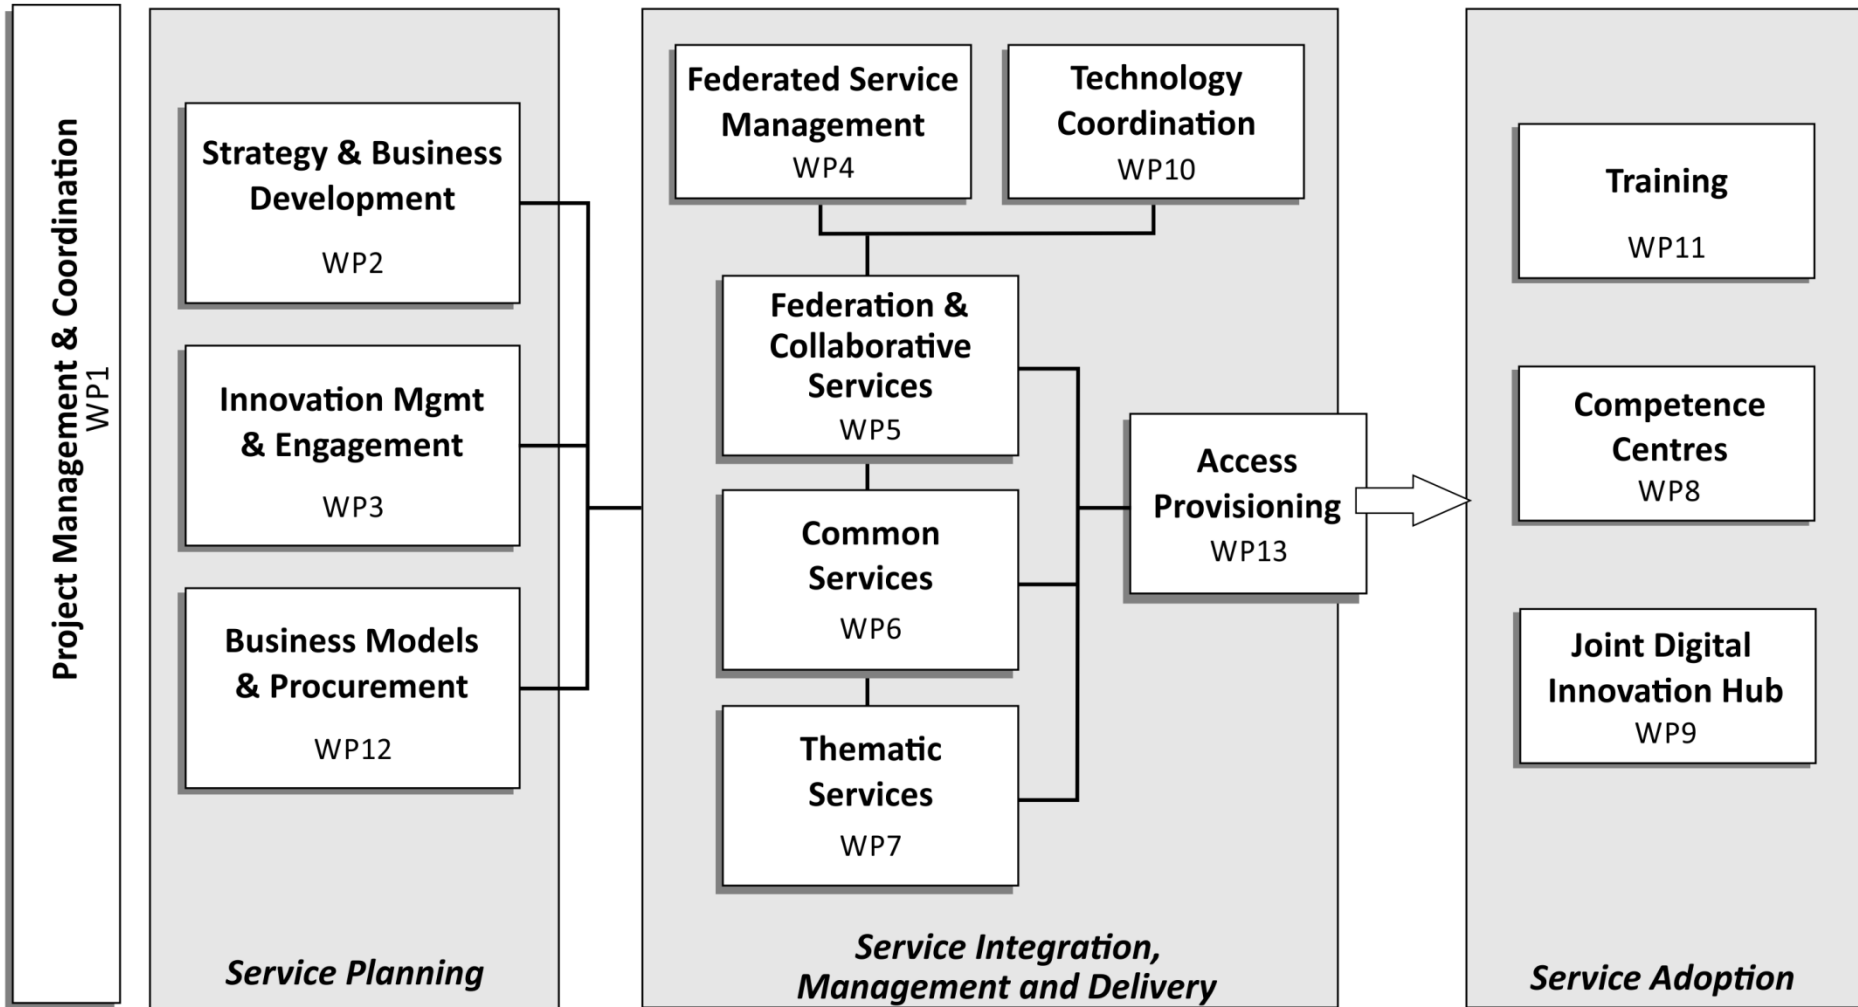 Project Management & Coordination
WP1
Strategy & Business
Development
WP2
Innovation Mgmt
& Engagement
WP3
Business Models
& Procurement
WP12
Service Planning
Federated Service
Management
WP4
Technology
Coordination
WP10
Federation &
Collaborative
Services
WP5
Common
Services
WP6
Thematic
Services
WP7
Access
Provisioning
WP13
Service Integration,
Management and Delivery
Training
WP11
Competence
Centres
WP8
Joint Digital
Innovation Hub
WP9
Service Adoption